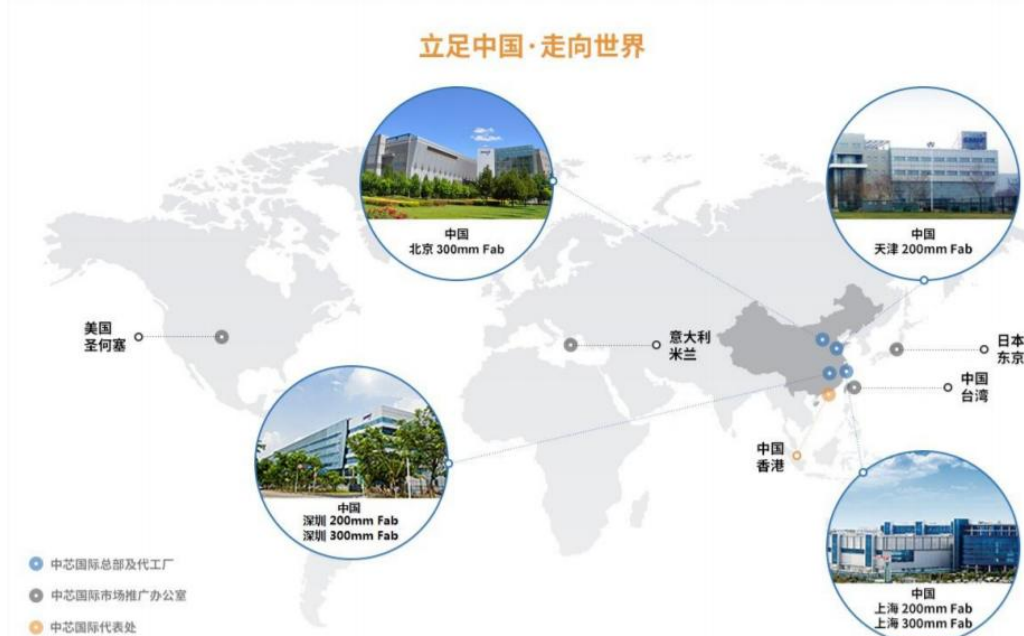 立足中国·走向世界
中国
北京 300mm Fab
中国
天津 200mm Fab
美国
圣何塞
意大利
米兰
日本
东京
中国
台湾
中国
香港
中国
深圳 200mm Fab
深圳 300mm Fab
中国
上海 200mm Fab
上海 300mm Fab
中芯国际总部及代工厂
中芯国际市场推广办公室
中芯国际代表处